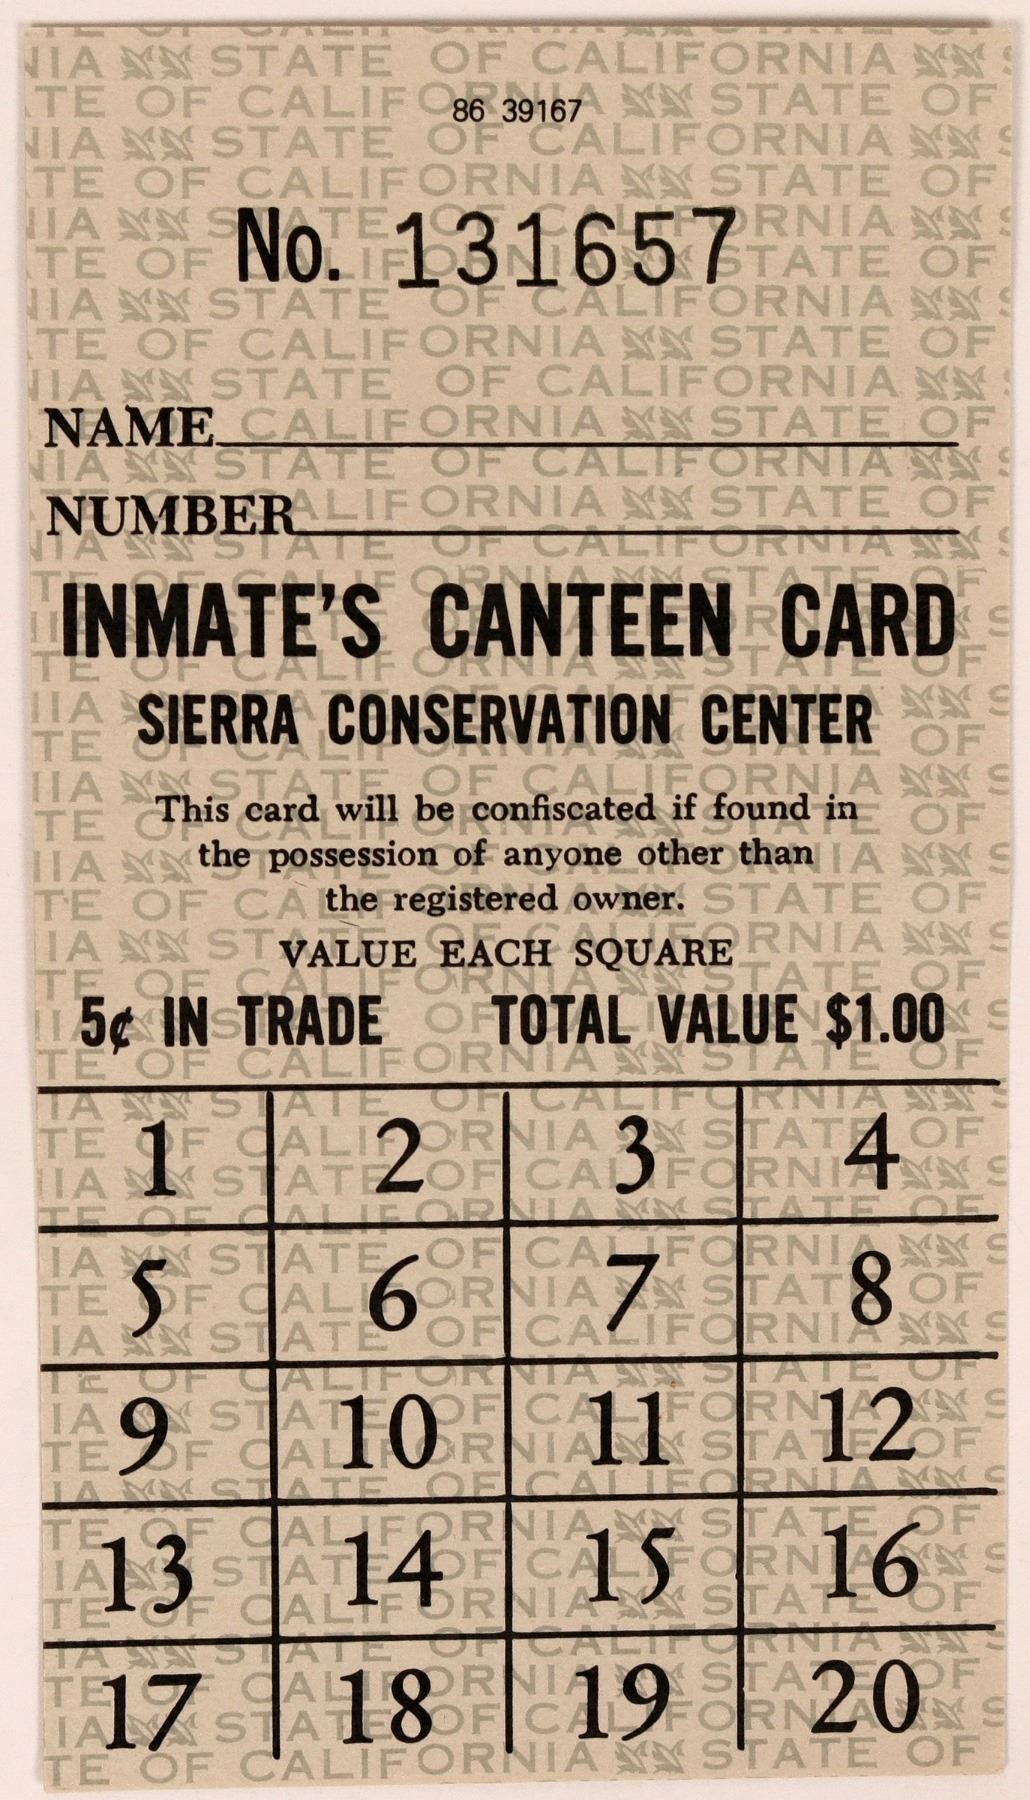 86 39167
No. 131657
NAME
NUMBER
INMATE'S CANTEEN CARD
SIERRA CONSERVATION CENTER
This card will be confiscated if found in
the possession of anyone other than
the registered owner.
VALUE EACH SQUARE
5¢ IN TRADE TOTAL VALUE $1.00
1 2 3 4
5 6 7 8
9 10 11 12
13 14 15 16
17 18 19 20
STATE OF CALIFORNIA